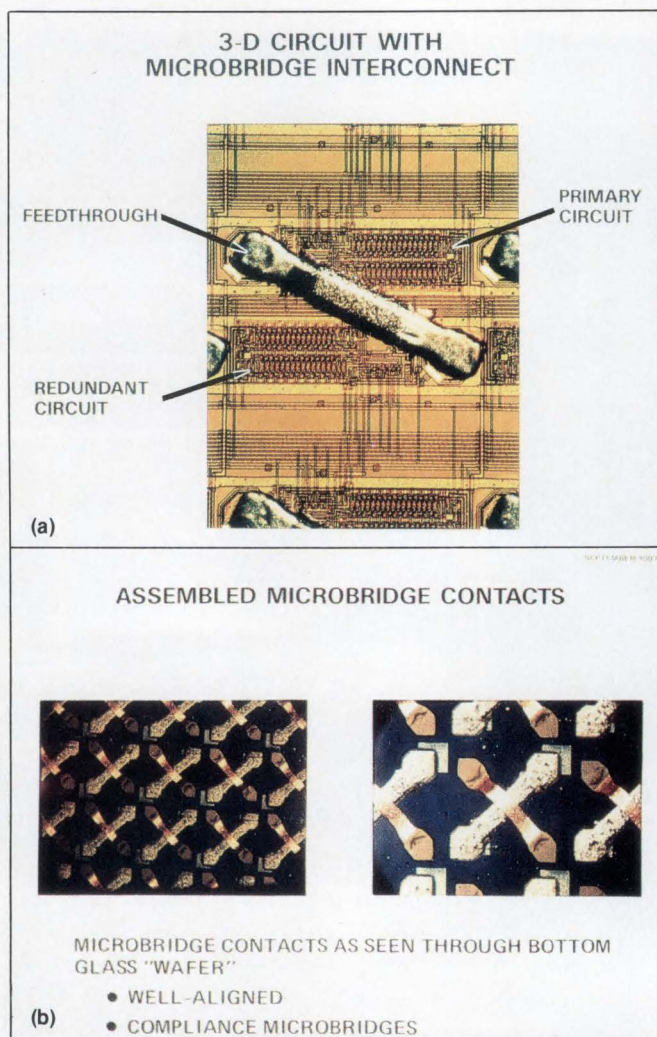 3-D CIRCUIT WITH
MICROBRIDGE INTERCONNECT
FEEDTHROUGH
PRIMARY
CIRCUIT
REDUNDANT
CIRCUIT
(a)
ASSEMBLED MICROBRIDGE CONTACTS
MICROBRIDGE CONTACTS AS SEEN THROUGH BOTTOM
GLASS "WAFER"
● WELL-ALIGNED
(b)
● COMPLIANCE MICROBRIDGES